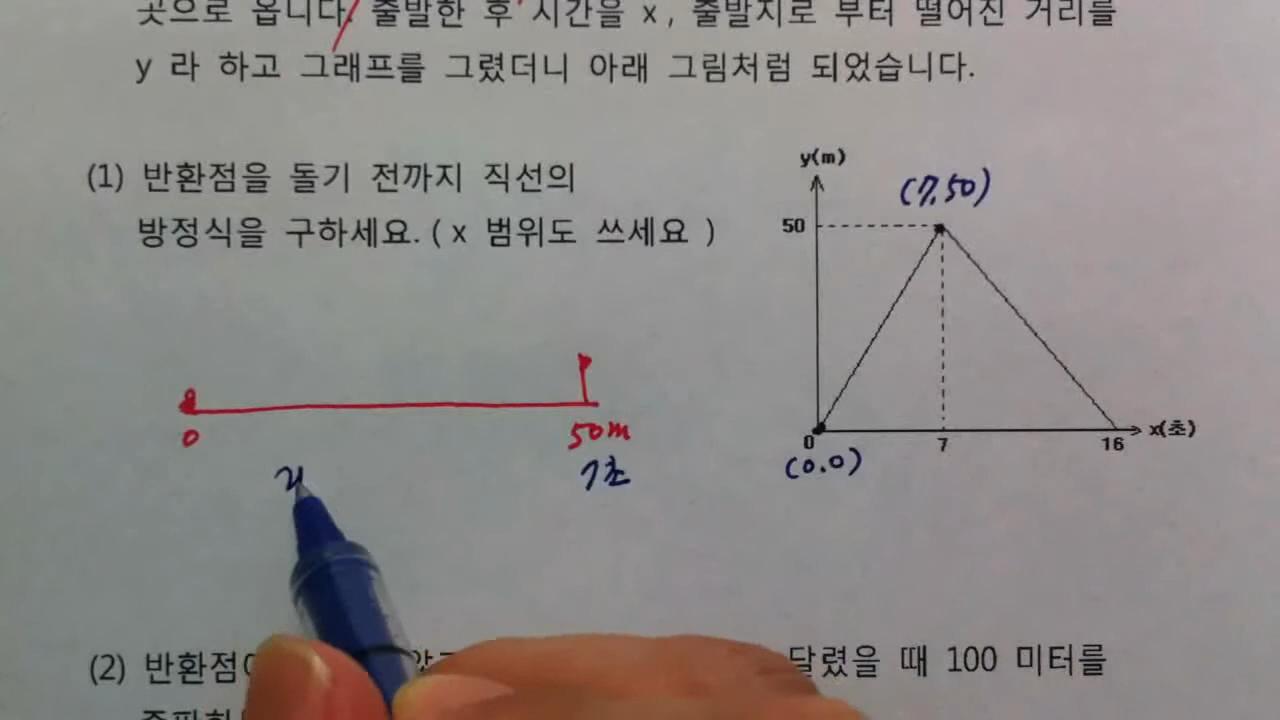 곳으로 옵니다. 출발한 후 시간을 x, 출발지로 부터 떨어진 거리를
y 라 하고 그래프를 그렸더니 아래 그림처럼 되었습니다.
(1) 반환점을 돌기 전까지 직선의
방정식을 구하세요. ( x 범위도 쓰세요 )
y(m)
(7,50)
50
0
7
16
x(초)
(0.0)
0
50m
7초
(2) 반환점
달렸을 때 100 미터를